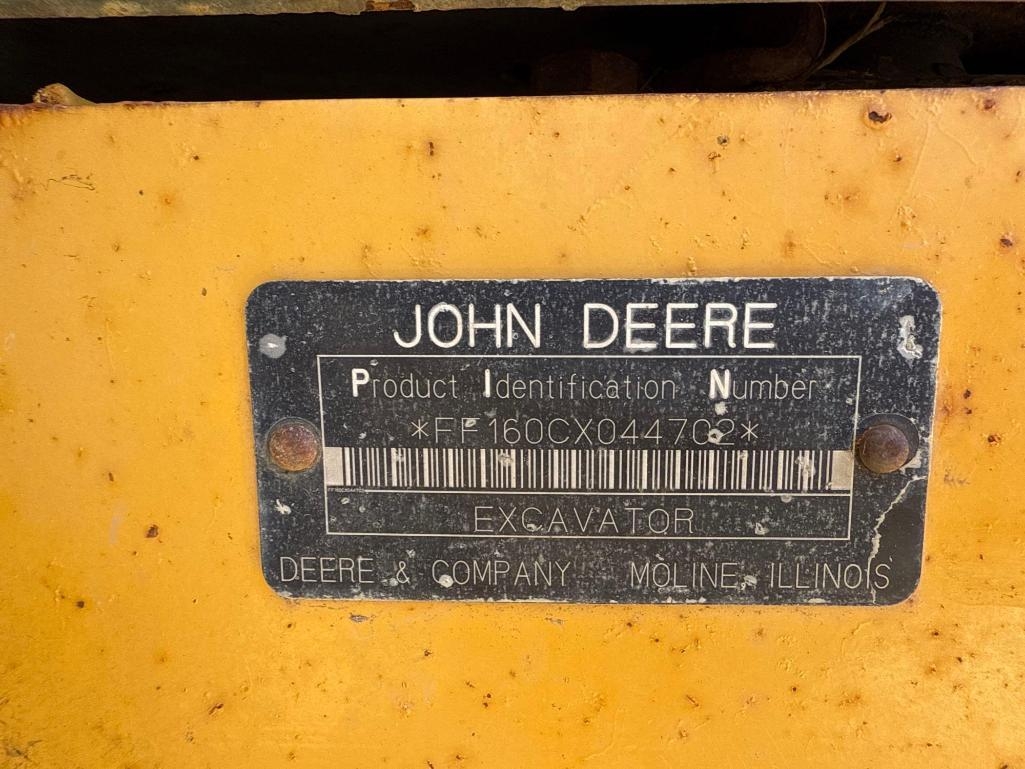 JOHN DEERE
Product Identification Number
*FF160CX044702*
EXCAVATOR
DEERE & COMPANY MOLINE, ILLINOIS